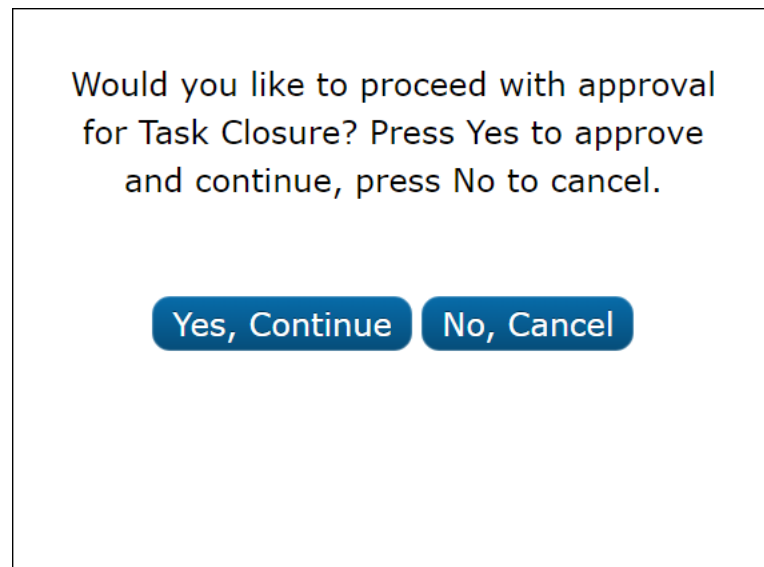 Would you like to proceed with approval
for Task Closure? Press Yes to approve
and continue, press No to cancel.
Yes, Continue No, Cancel